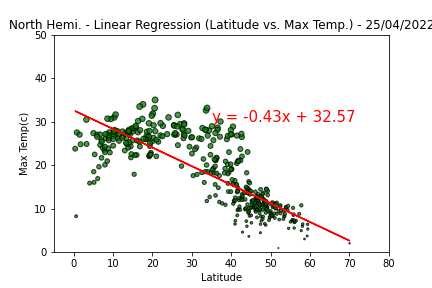 North Hemi. - Linear Regression (Latitude vs. Max Temp.) - 25/04/2022
50
40
30
20
10
0
Max Temp(c)
y = -0.43x + 32.57
0 10 20 30 40 50 60 70 80
Latitude